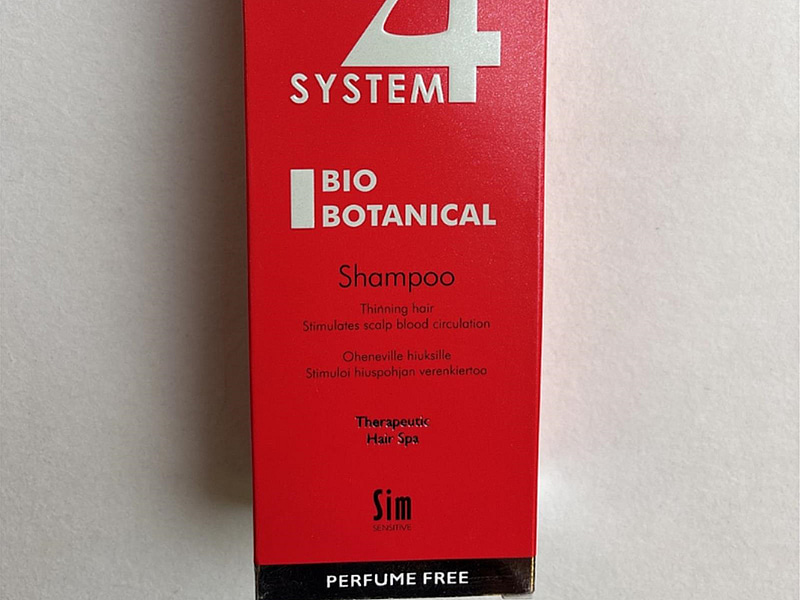 SYSTEM 4
BIO
BOTANICAL
Shampoo
Thinning hair
Stimulates scalp blood circulation
Oheneville hiuksille
Stimuloi hiuspohjan verenkiertoa
Therapeutic
Hair Spa
Sim
SENSITIVE
PERFUME FREE